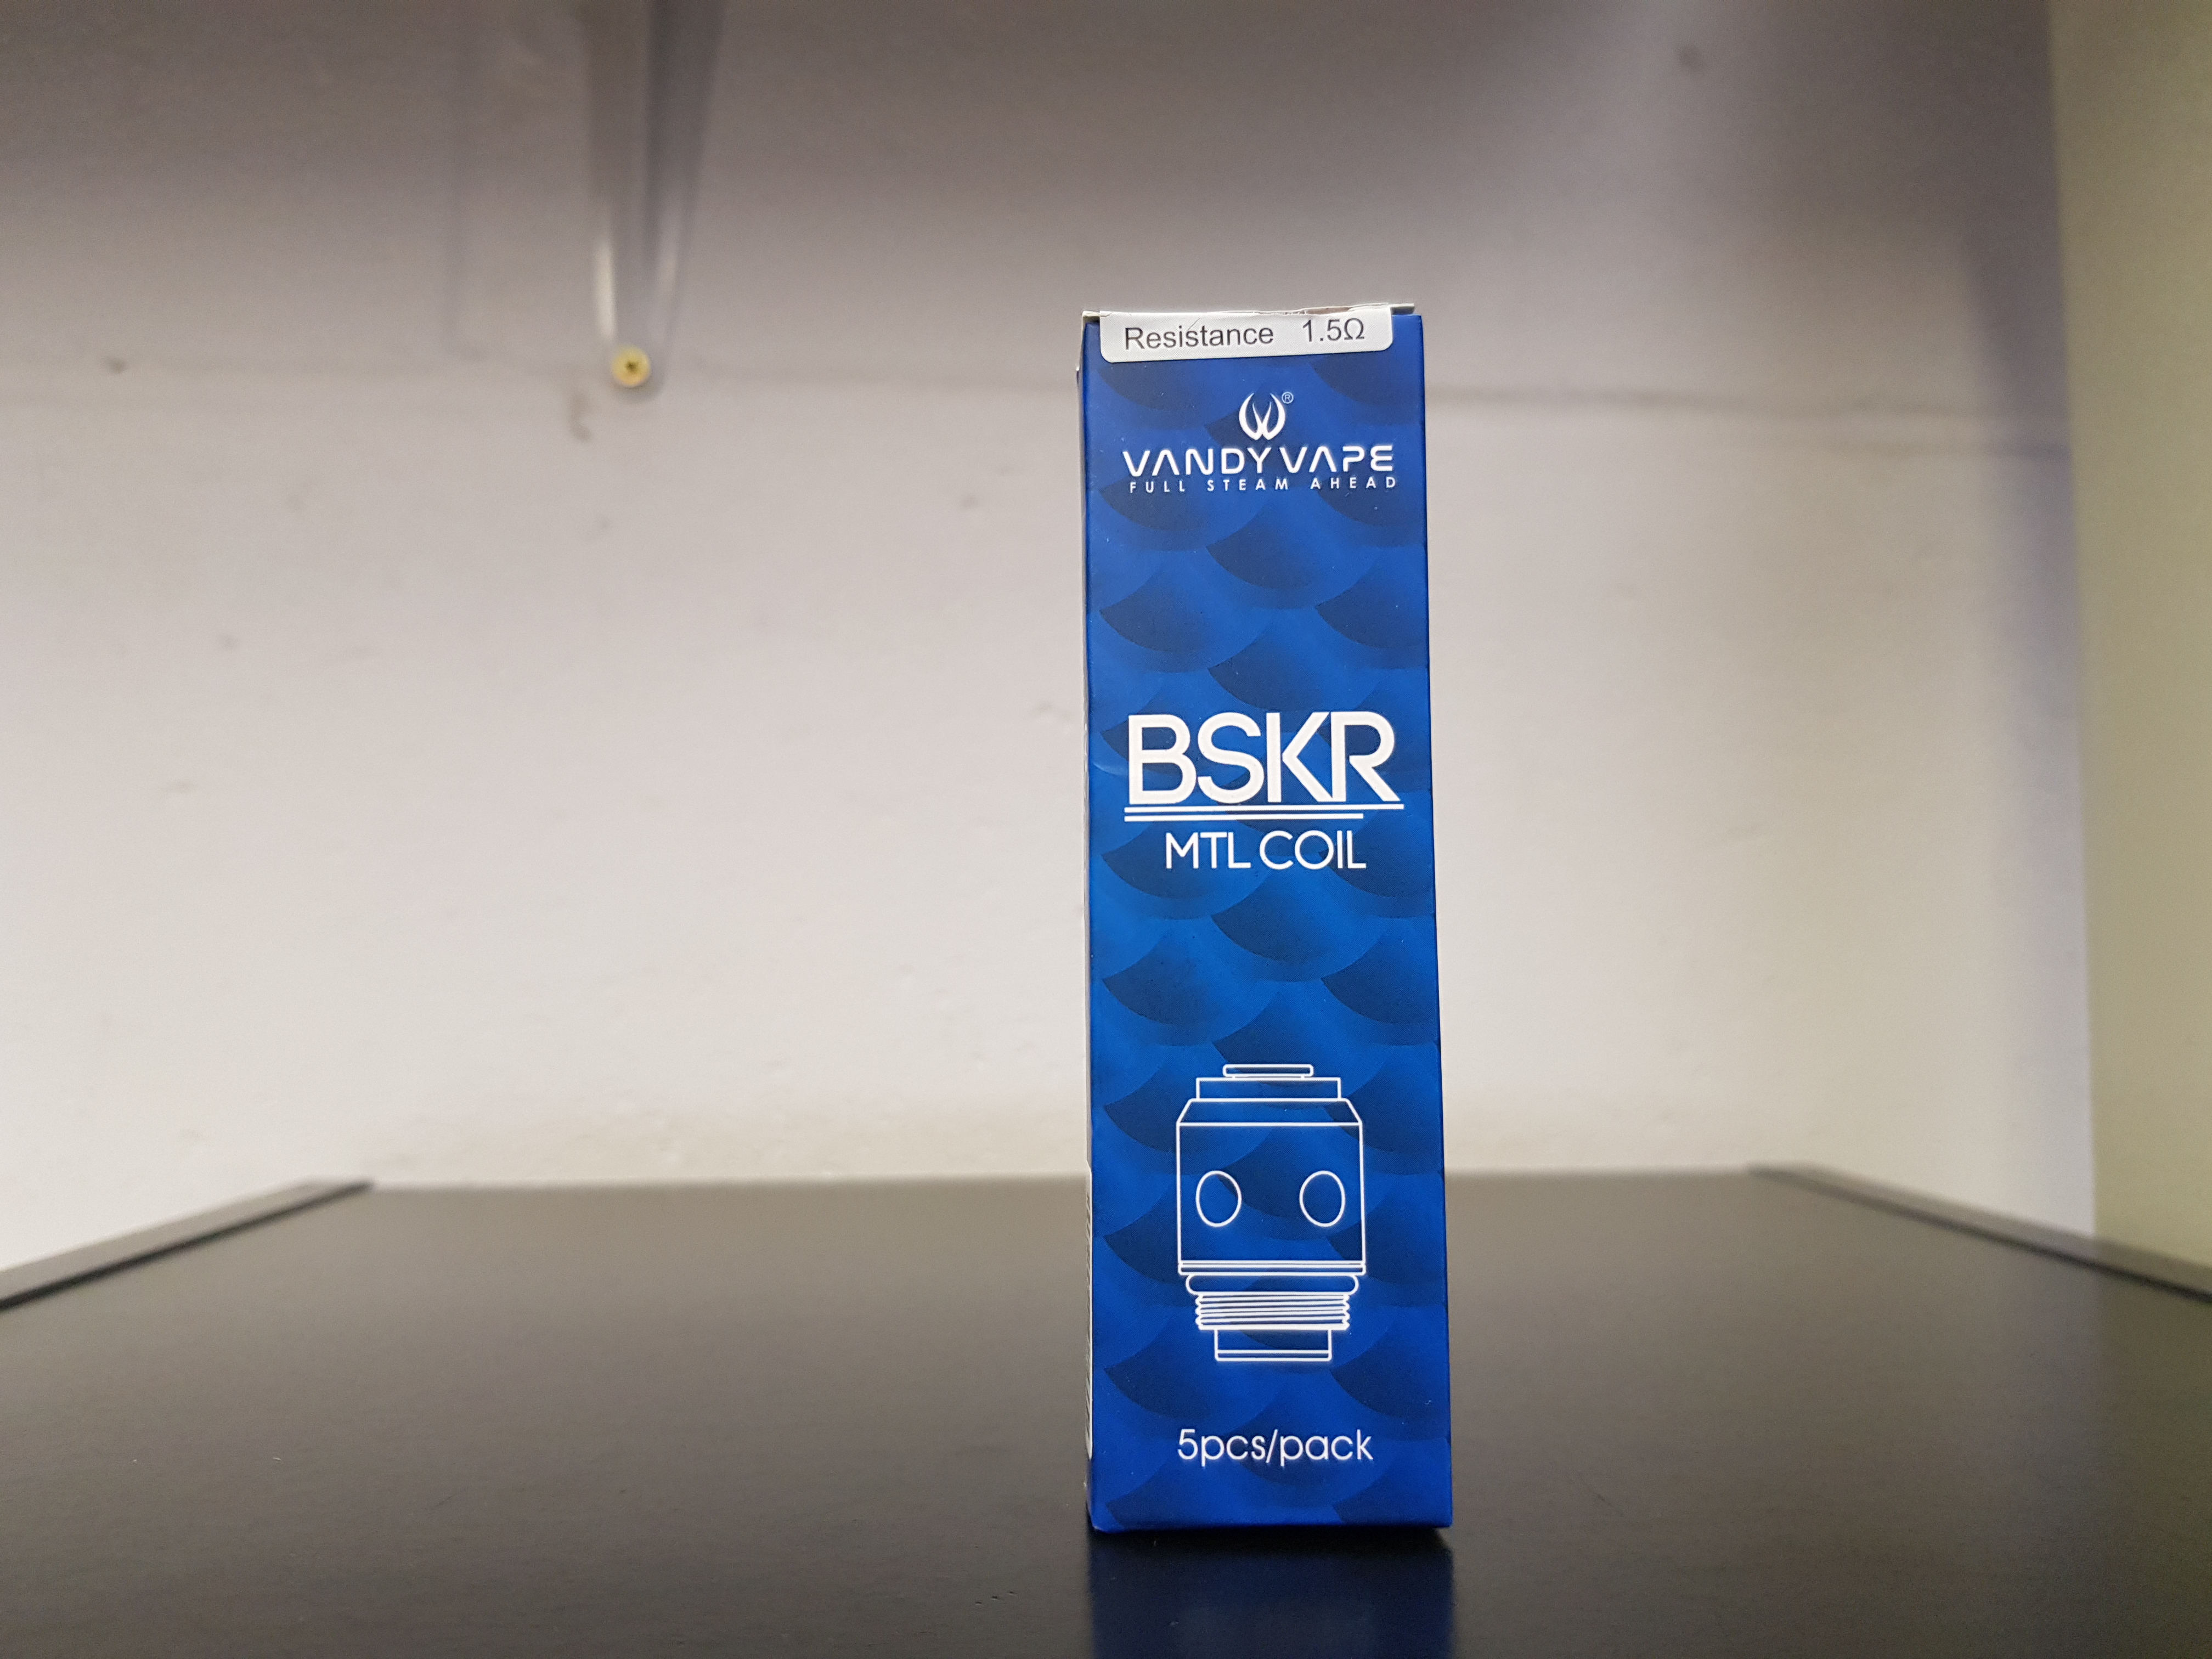 Resistance 1.5Ω
®
VANDY VAPE
FULL STEAM AHEAD
BSKR
MTL COIL
5pcs/pack